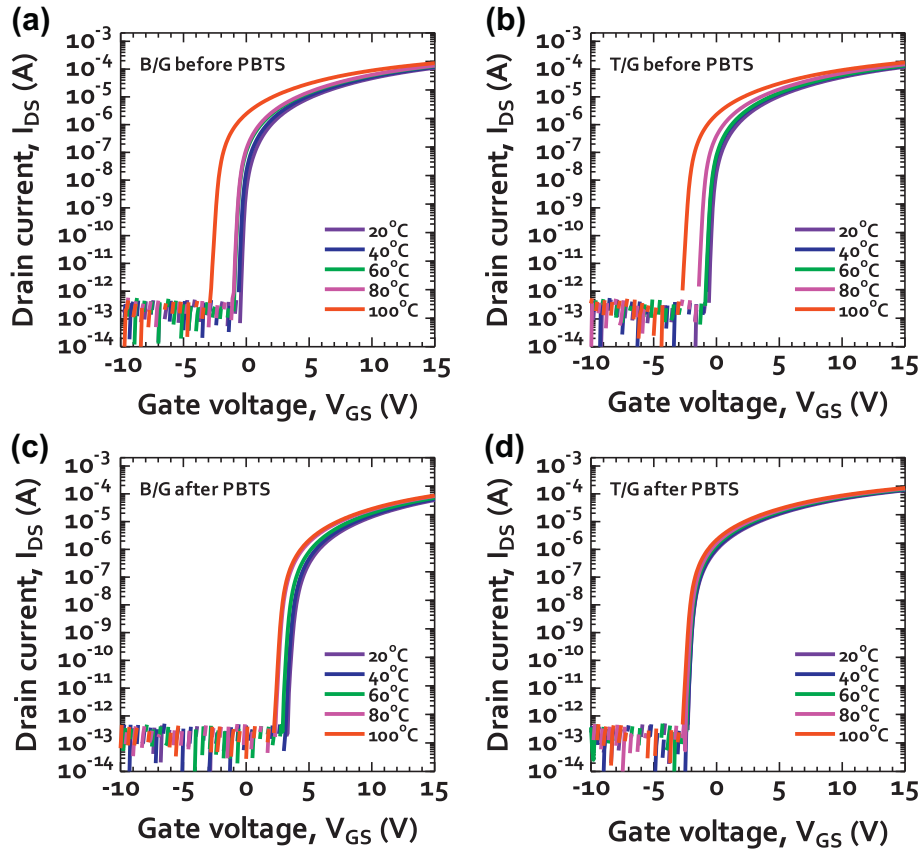 (a)
B/G before PBTS
Drain current, I_DS (A)
10^-3
10^-4
10^-5
10^-6
10^-7
10^-8
10^-9
10^-10
10^-11
10^-12
10^-13
10^-14
20°C
40°C
60°C
80°C
100°C
-10 -5 0 5 10 15
Gate voltage, V_GS (V)
(b)
T/G before PBTS
Drain current, I_DS (A)
10^-3
10^-4
10^-5
10^-6
10^-7
10^-8
10^-9
10^-10
10^-11
10^-12
10^-13
10^-14
20°C
40°C
60°C
80°C
100°C
-10 -5 0 5 10 15
Gate voltage, V_GS (V)
(c)
B/G after PBTS
Drain current, I_DS (A)
10^-3
10^-4
10^-5
10^-6
10^-7
10^-8
10^-9
10^-10
10^-11
10^-12
10^-13
10^-14
20°C
40°C
60°C
80°C
100°C
-10 -5 0 5 10 15
Gate voltage, V_GS (V)
(d)
T/G after PBTS
Drain current, I_DS (A)
10^-3
10^-4
10^-5
10^-6
10^-7
10^-8
10^-9
10^-10
10^-11
10^-12
10^-13
10^-14
20°C
40°C
60°C
80°C
100°C
-10 -5 0 5 10 15
Gate voltage, V_GS (V)